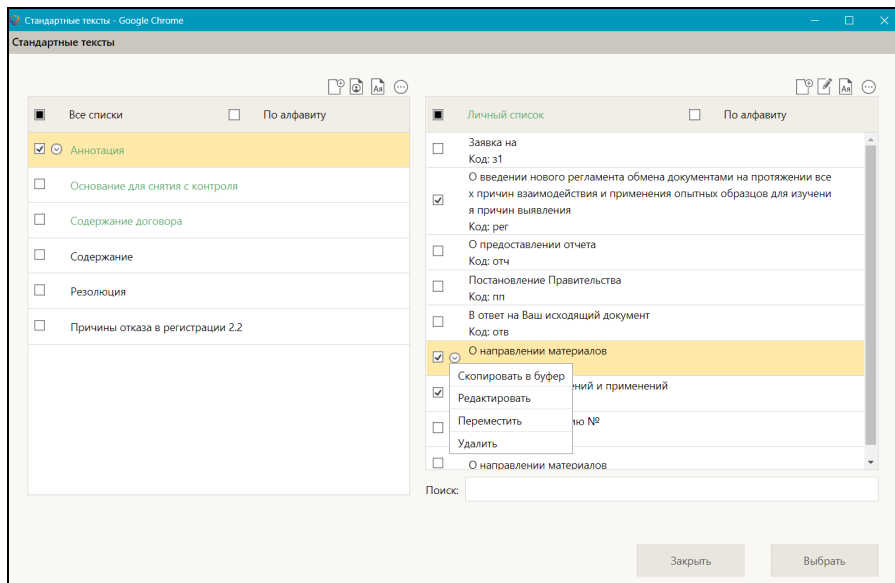 Стандартные тексты - Google Chrome
Стандартные тексты
Ая
Ая
Все списки
По алфавиту
Аннотация
Основание для снятия с контроля
Содержание договора
Содержание
Резолюция
Причины отказа в регистрации 2.2
Личный список
По алфавиту
Заявка на
Код: з1
О введении нового регламента обмена документами на протяжении все
х причин взаимодействия и применения опытных образцов для изучени
я причин выявления
Код: рег
О предоставлении отчета
Код: отч
Постановление Правительства
Код: пп
В ответ на Ваш исходящий документ
Код: отв
О направлении материалов
Скопировать в буфер
Редактировать
Переместить
Удалить
ений и применений
ию №
О направлении материалов
Поиск:
Закрыть
Выбрать